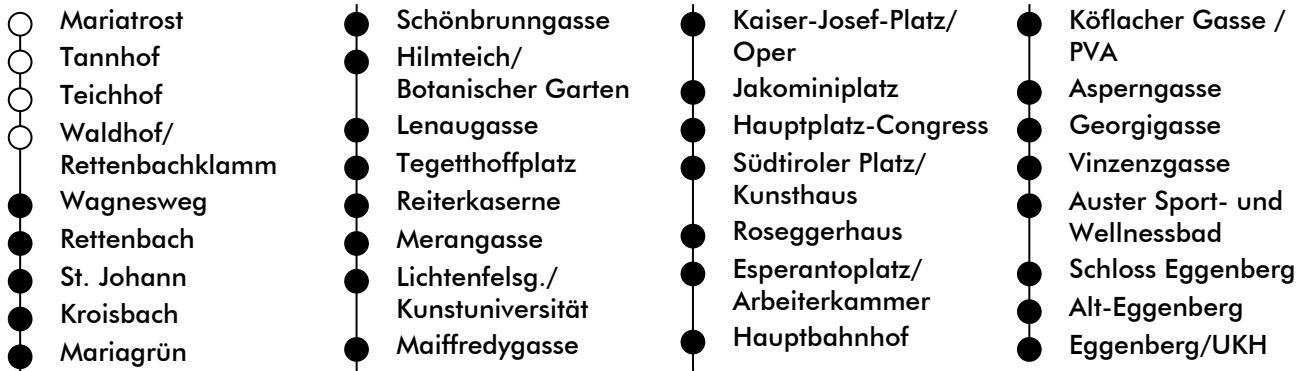 Mariatrost
Tannhof
Teichhof
Waldhof/
Rettenbachklamm
Wagnesweg
Rettenbach
St. Johann
Kroisbach
Mariagrün
Schönbrunngasse
Hilmteich/
Botanischer Garten
Lenaugasse
Tegetthoffplatz
Reiterkaserne
Merangasse
Lichtenfelsg./
Kunstuniversität
Maiffredygasse
Kaiser-Josef-Platz/
Oper
Jakominiplatz
Hauptplatz-Congress
Südtiroler Platz/
Kunsthaus
Roseggerhaus
Esperantoplatz/
Arbeiterkammer
Hauptbahnhof
Köflacher Gasse /
PVA
Asperngasse
Georgigasse
Vinzenzgasse
Auster Sport- und
Wellnessbad
Schloss Eggenberg
Alt-Eggenberg
Eggenberg/UKH